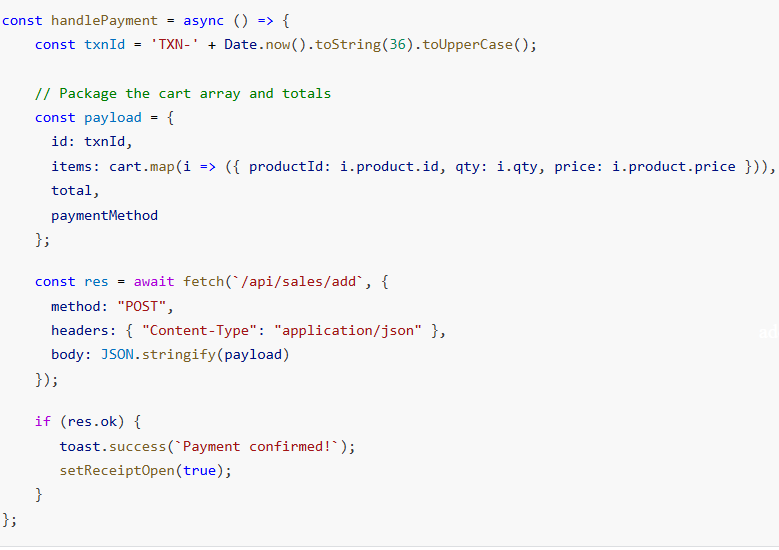 const handlePayment = async () => {
    const txnId = 'TXN-' + Date.now().toString(36).toUpperCase();

    // Package the cart array and totals
    const payload = {
      id: txnId,
      items: cart.map(i => ({ productId: i.product.id, qty: i.qty, price: i.product.price })),
      total,
      paymentMethod
    };

    const res = await fetch(`/api/sales/add`, {
      method: "POST",
      headers: { "Content-Type": "application/json" },
      body: JSON.stringify(payload)
    });

    if (res.ok) {
       toast.success(`Payment confirmed!`);
       setReceiptOpen(true);
    }
};